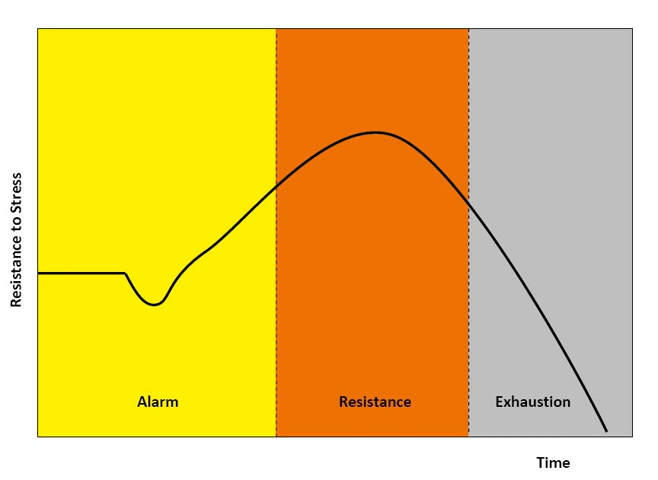 Resistance to Stress
Alarm
Resistance
Exhaustion
Time